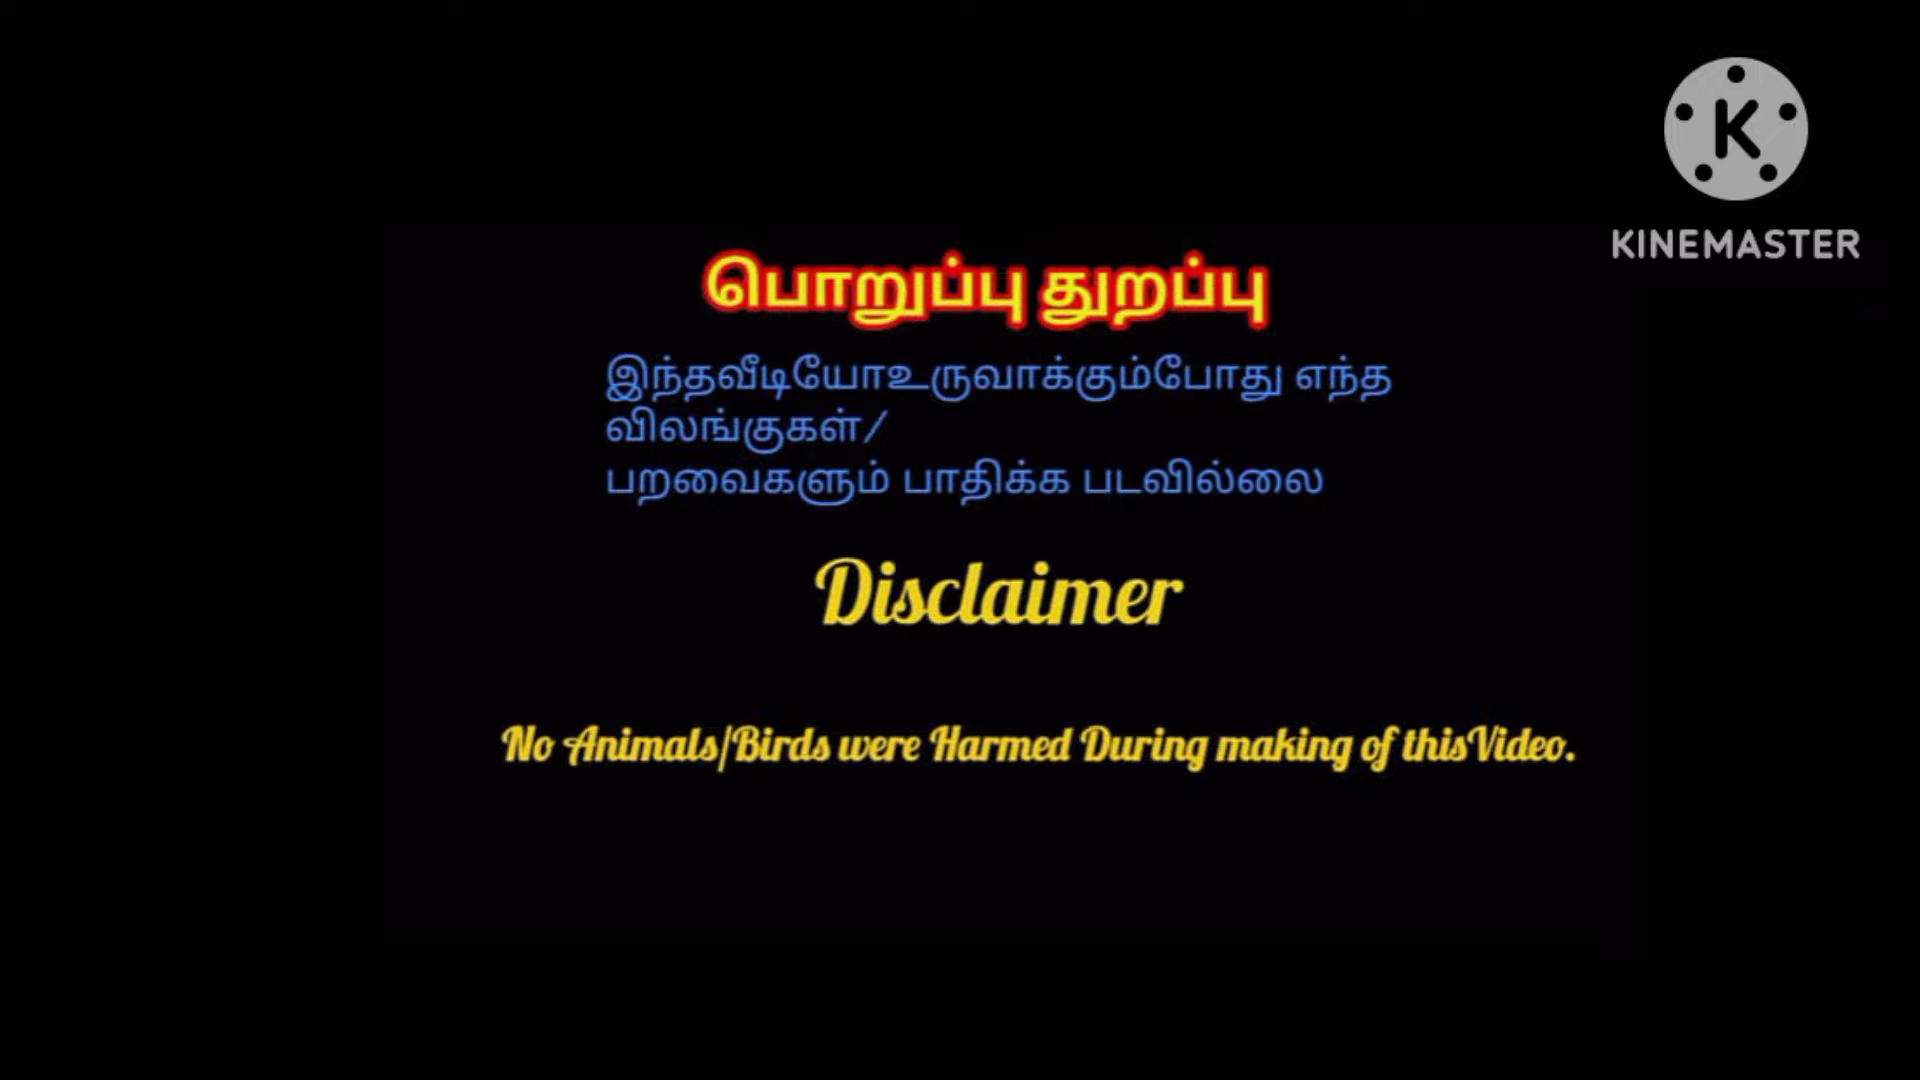 K
KINEMASTER
பொறுப்பு துறப்பு
இந்தவீடியோஉருவாக்கும்போது எந்த
விலங்குகள்/
பறவைகளும் பாதிக்க படவில்லை
Disclaimer
No Animals/Birds were Harmed During making of thisVideo.